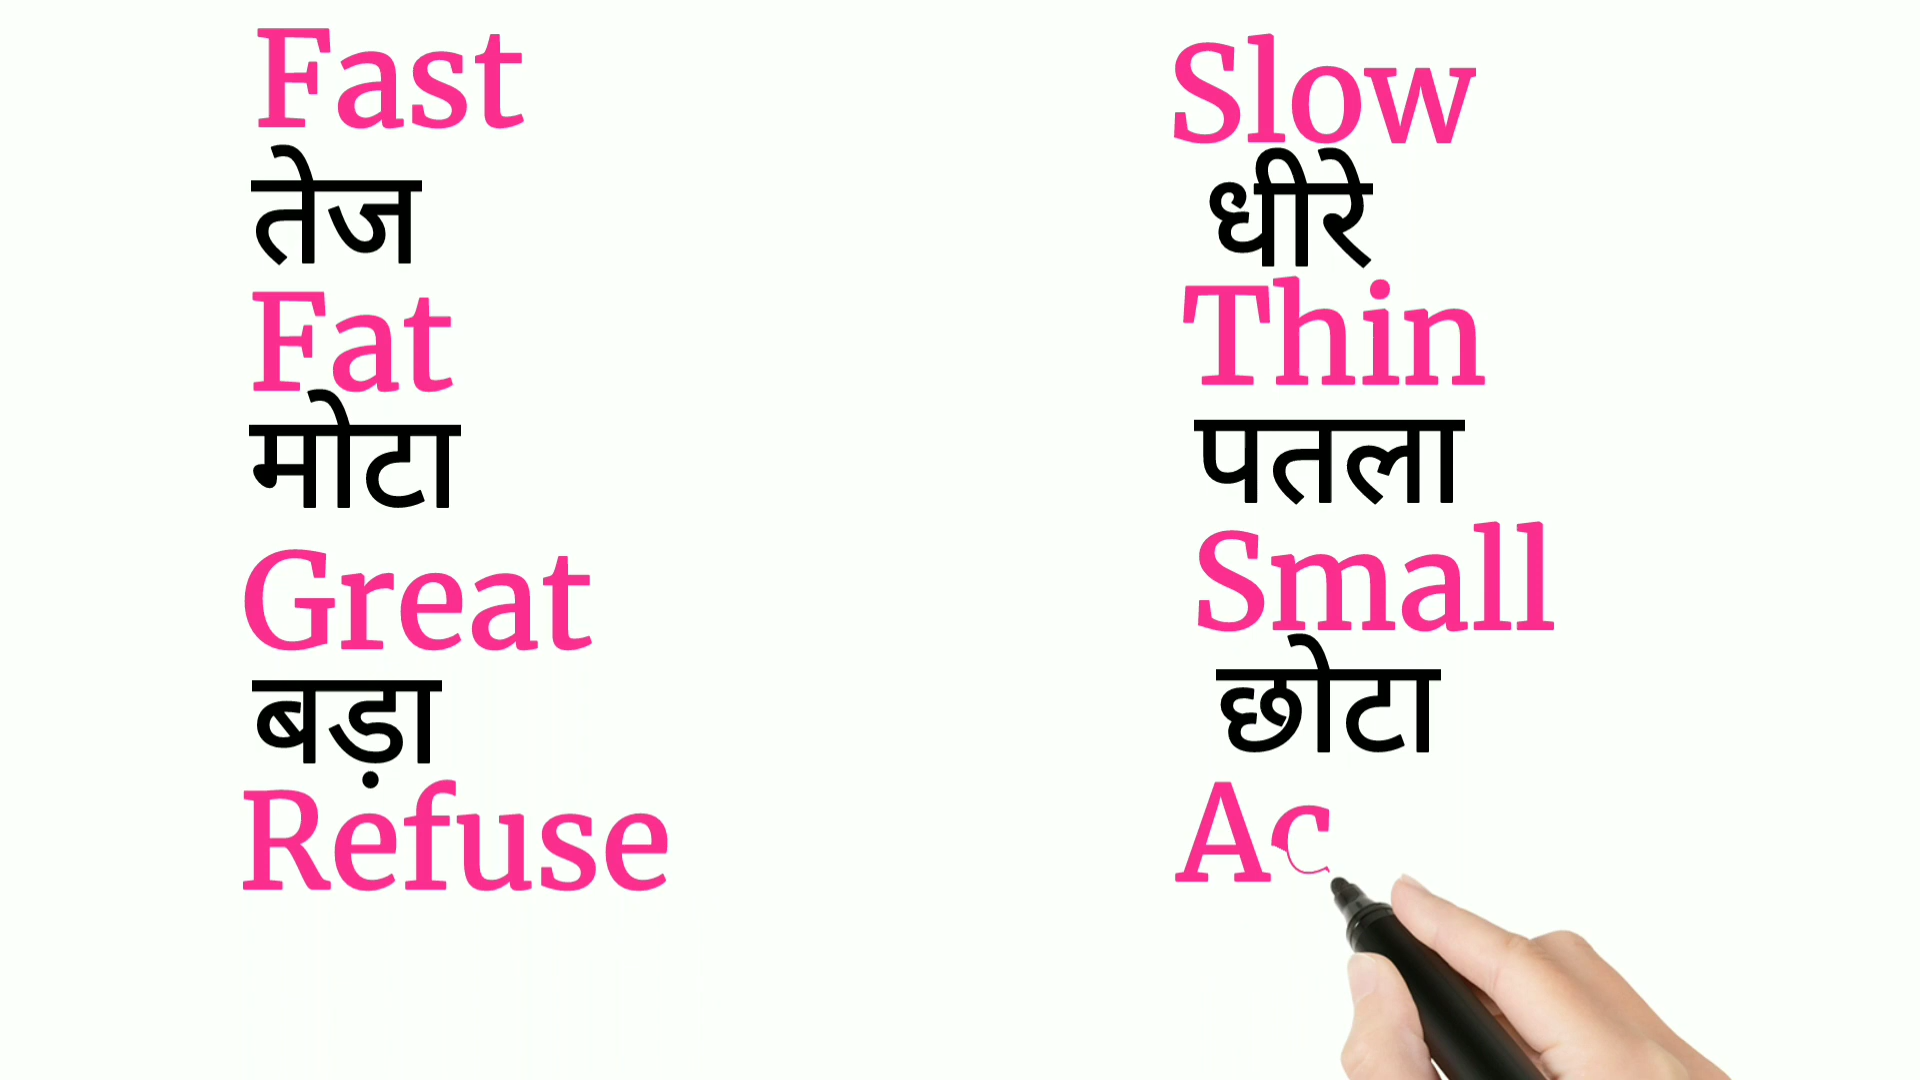 Fast
Slow
तेज
धीरे
Fat
Thin
मोटा
पतला
Great
Small
बड़ा
छोटा
Refuse
Ac